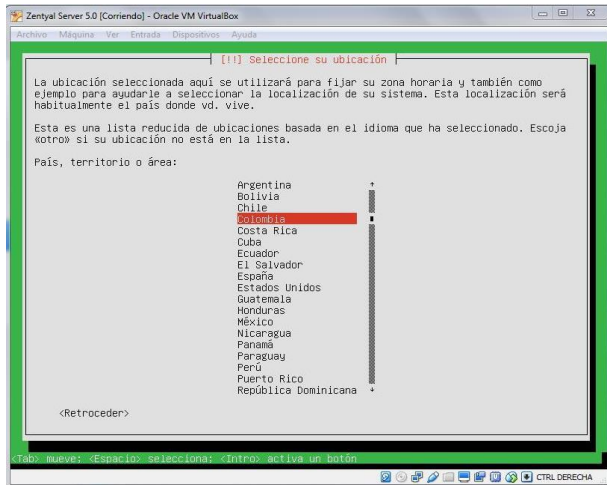 Zentyal Server 5.0 [Corriendo] - Oracle VM VirtualBox
Archivo Máquina Ver Entrada Dispositivos Ayuda
[!!] Seleccione su ubicación
La ubicación seleccionada aquí se utilizará para fijar su zona horaria y también como
ejemplo para ayudarle a seleccionar la localización de su sistema. Esta localización será
habitualmente el país donde vd. vive.
Esta es una lista reducida de ubicaciones basada en el idioma que ha seleccionado. Escoja
«otro» si su ubicación no está en la lista.
País, territorio o área:
Argentina
Bolivia
Chile
Colombia
Costa Rica
Cuba
Ecuador
El Salvador
España
Estados Unidos
Guatemala
Honduras
México
Nicaragua
Panamá
Paraguay
Perú
Puerto Rico
República Dominicana
<Retroceder>
<Tab> mueve; <Espacio> selecciona; <Intro> activa un botón
CTRL DERECHA